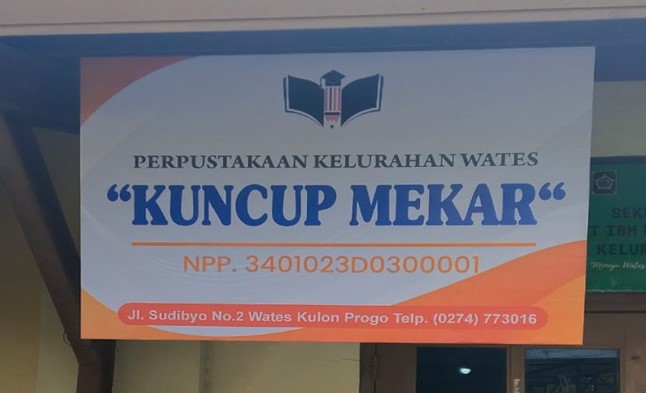 PERPUSTAKAAN KELURAHAN WATES
“KUNCUP MEKAR“
NPP. 3401023D0300001
Jl. Sudibyo No.2 Wates Kulon Progo Telp. (0274) 773016